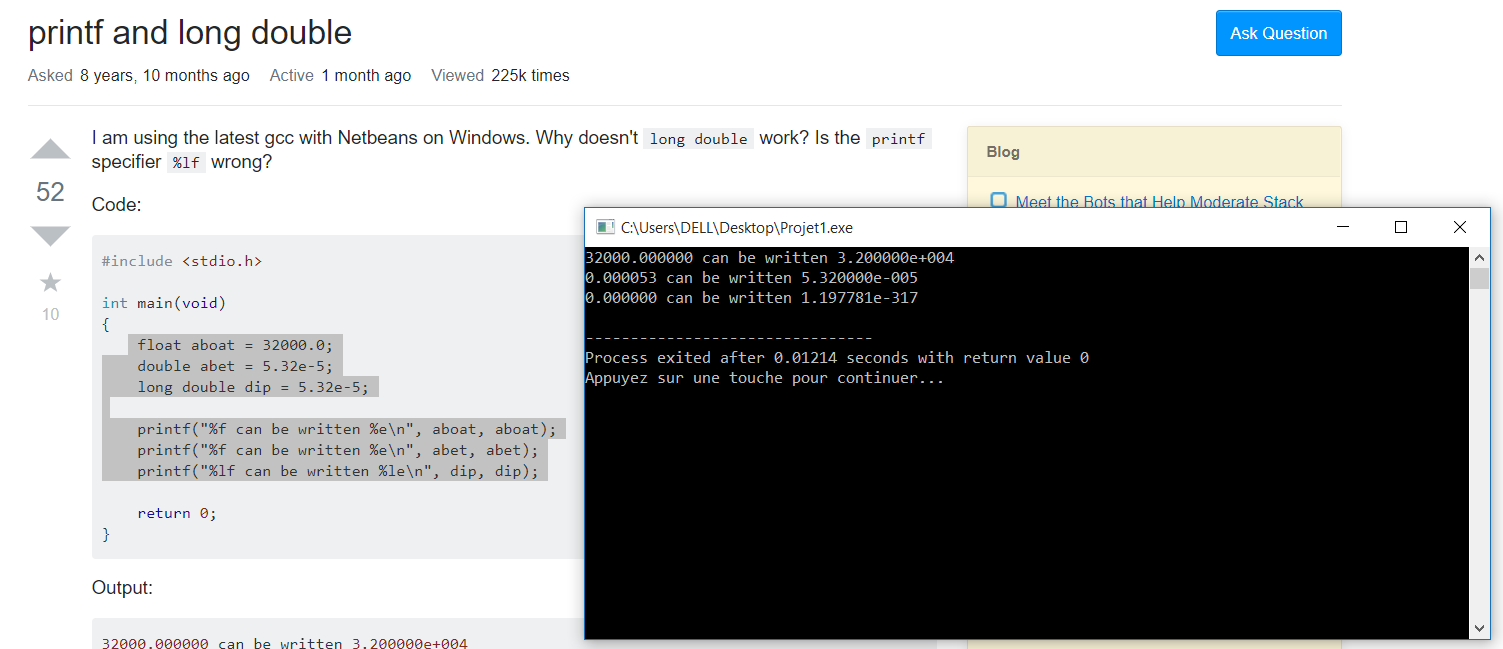 printf and long double
Ask Question
Asked 8 years, 10 months ago Active 1 month ago Viewed 225k times
I am using the latest gcc with Netbeans on Windows. Why doesn't long double work? Is the printf
specifier %lf wrong?
52
Code:
10
#include <stdio.h>
int main(void)
{
float aboat = 32000.0;
double abet = 5.32e-5;
long double dip = 5.32e-5;
printf("%f can be written %e\n", aboat, aboat);
printf("%f can be written %e\n", abet, abet);
printf("%lf can be written %le\n", dip, dip);
return 0;
}
Output:
32000.000000 can be written 3.200000e+004
Blog
Meet the Bots that Help Moderate Stack
C:\Users\DELL\Desktop\Projet1.exe
32000.000000 can be written 3.200000e+004
0.000053 can be written 5.320000e-005
0.000000 can be written 1.197781e-317
--------------------------------
Process exited after 0.01214 seconds with return value 0
Appuyez sur une touche pour continuer...